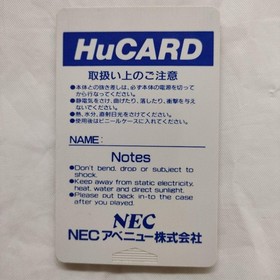 HuCARD
取扱い上のご注意
●本体との抜き差しは、必ず本体の電源を切って
から行なってください。
●静電気をさけ、曲げたり、落したり、衝撃を与え
ないでください。
●熱、水分、直射日光をさけてください。
●使用後はビニールケースに入れてください。
NAME:
Notes
●Don't bend, drop or subject to
shock.
●Keep away from static electricity,
heat, water and direct sunlight.
●Please put back in-to the case
after you played.
NEC
NECアベニュー株式会社